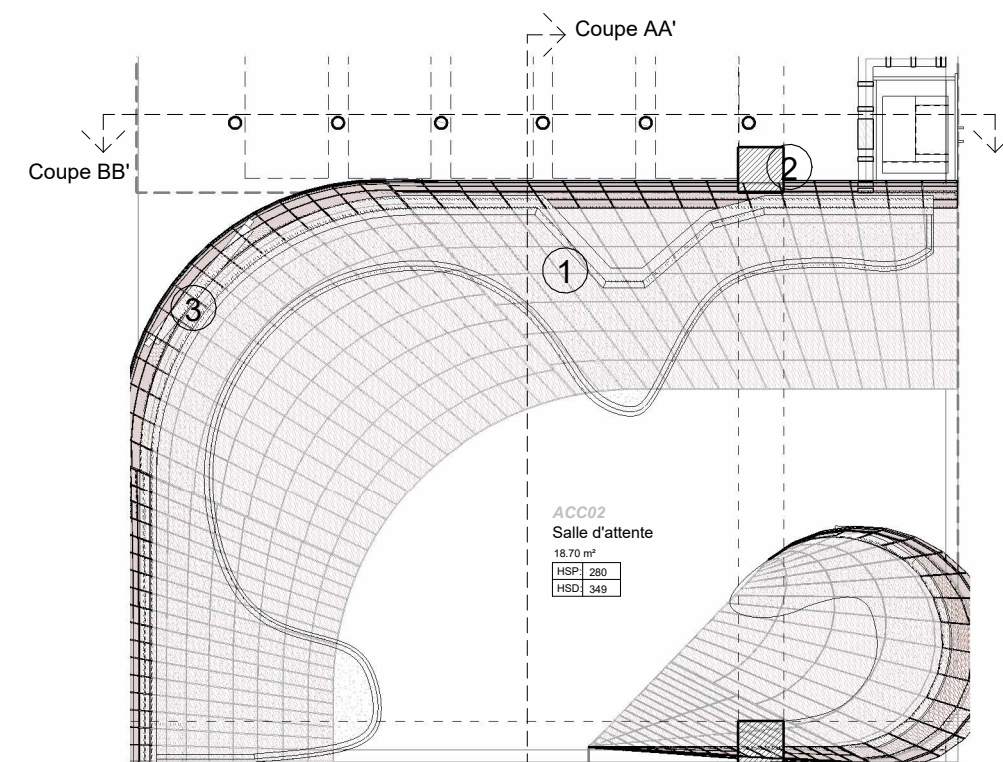 Coupe AA'
Coupe BB'
2
1
3
ACC02
Salle d'attente
18.70 m²
HSP: 280
HSD: 349